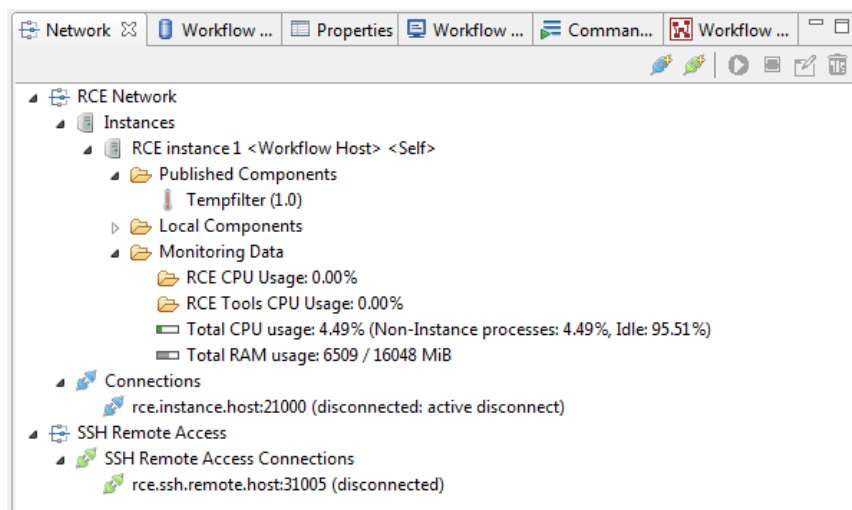 Network Workflow ... Properties Workflow ... Comman... Workflow ...
RCE Network
Instances
RCE instance 1 <Workflow Host> <Self>
Published Components
Tempfilter (1.0)
Local Components
Monitoring Data
RCE CPU Usage: 0.00%
RCE Tools CPU Usage: 0.00%
Total CPU usage: 4.49% (Non-Instance processes: 4.49%, Idle: 95.51%)
Total RAM usage: 6509 / 16048 MiB
Connections
rce.instance.host:21000 (disconnected: active disconnect)
SSH Remote Access
SSH Remote Access Connections
rce.ssh.remote.host:31005 (disconnected)